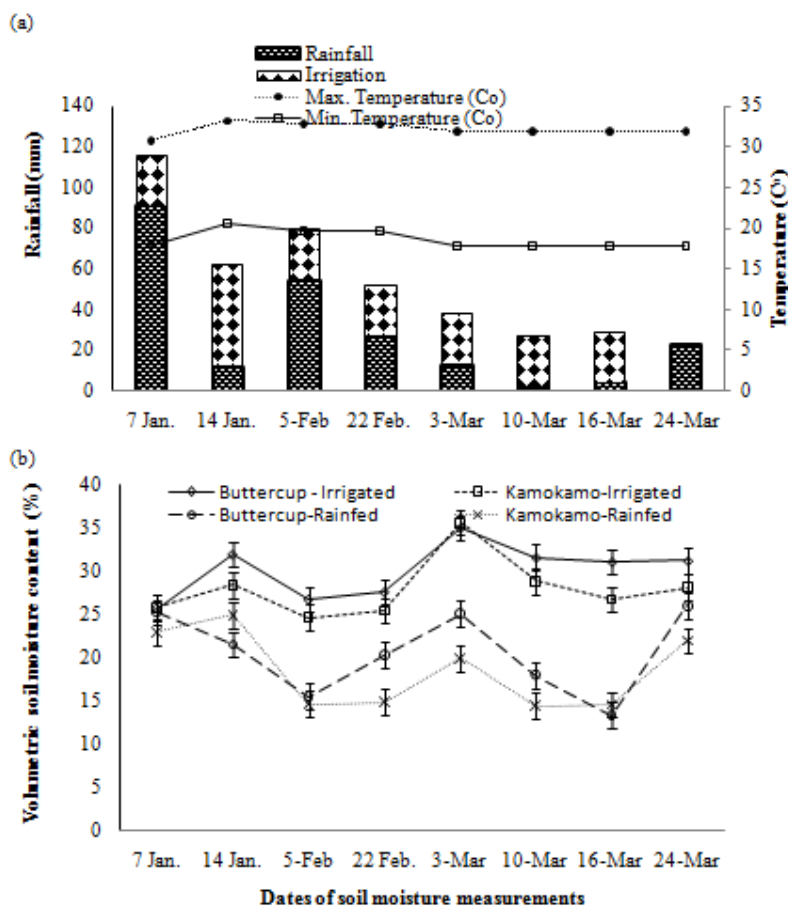 (a)
Rainfall
Irrigation
Max. Temperature (Co)
Min. Temperature (Co)
140
120
100
80
60
40
20
0
Rainfall(mm)
35
30
25
20
15
10
5
0
Temperature (C⁰)
7 Jan. 14 Jan. 5-Feb 22 Feb. 3-Mar 10-Mar 16-Mar 24-Mar
(b)
Buttercup - Irrigated Kamokamo-Irrigated
Buttercup-Rainfed Kamokamo-Rainfed
40
35
30
25
20
15
10
5
0
Volumetric soil moisture content (%)
7 Jan. 14 Jan. 5-Feb 22 Feb. 3-Mar 10-Mar 16-Mar 24-Mar
Dates of soil moisture measurements